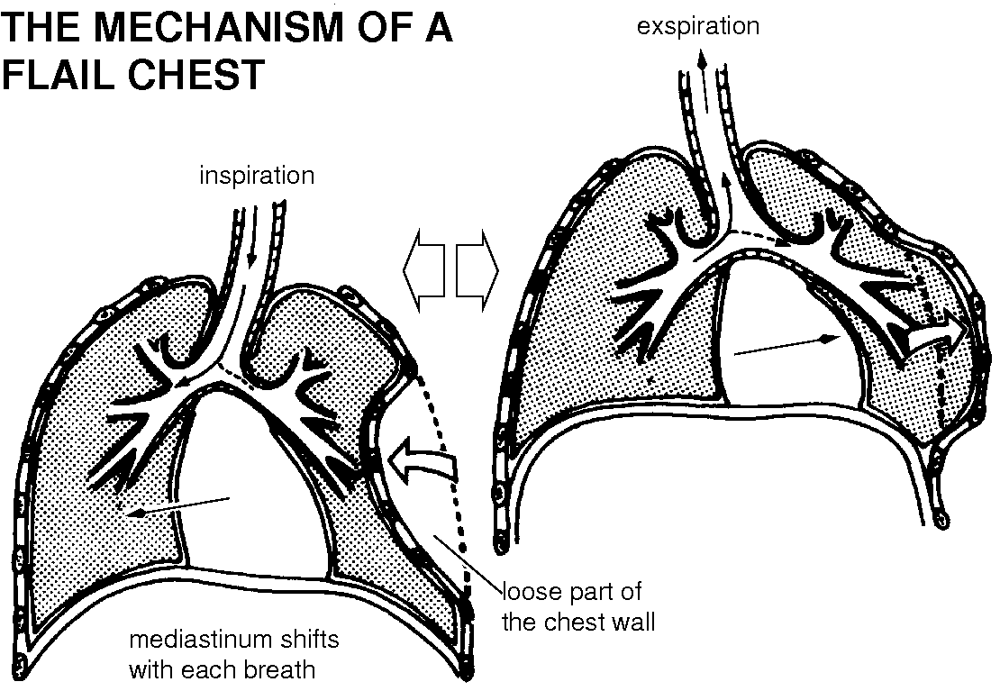 THE MECHANISM OF A
FLAIL CHEST
exspiration
inspiration
loose part of
the chest wall
mediastinum shifts
with each breath